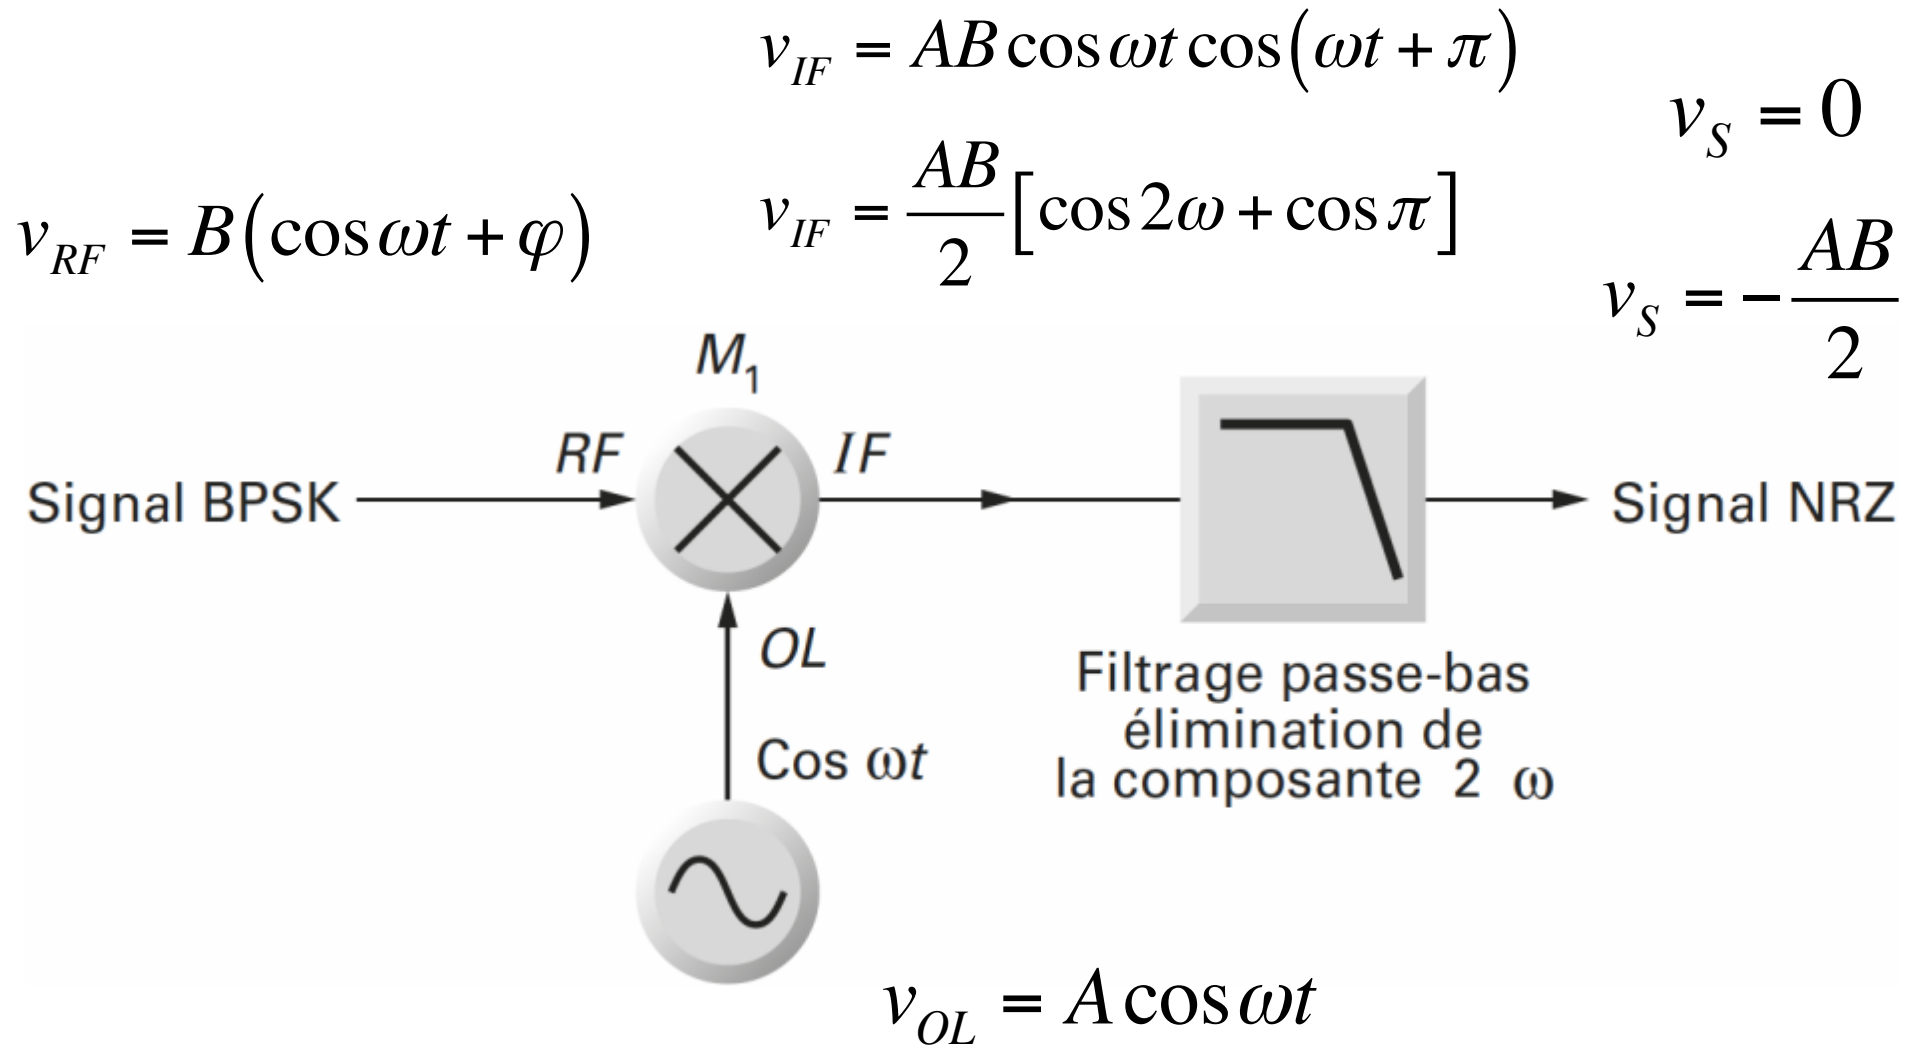 v_IF = AB cos ωt cos(ωt + π)
v_S = 0
v_IF = AB/2 [cos 2ω + cos π]
v_RF = B(cos ωt + φ)
v_S = − AB/2
M₁
RF
IF
Signal BPSK
Signal NRZ
OL
Filtrage passe-bas
élimination de
la composante 2 ω
Cos ωt
v_OL = A cos ωt